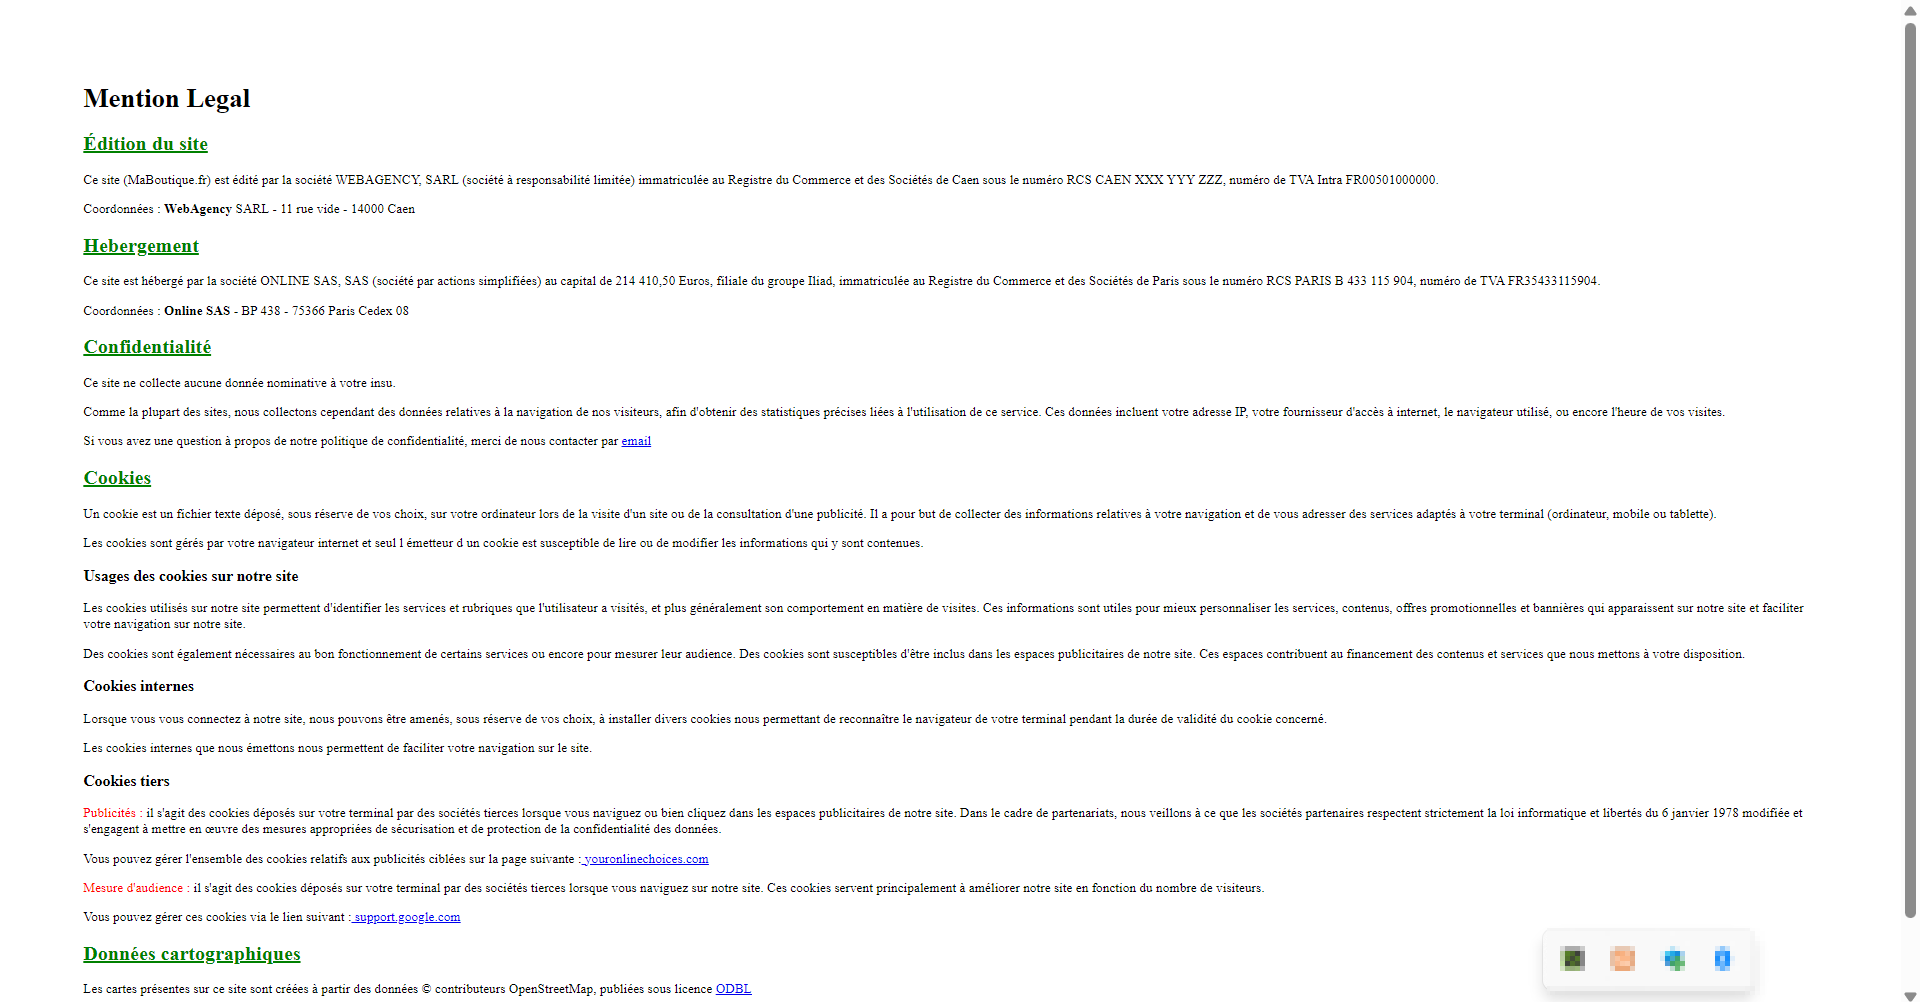 Mention Legal
Édition du site
Ce site (MaBoutique.fr) est édité par la société WEBAGENCY, SARL (société à responsabilité limitée) immatriculée au Registre du Commerce et des Sociétés de Caen sous le numéro RCS CAEN XXX YYY ZZZ, numéro de TVA Intra FR00501000000.
Coordonnées : WebAgency SARL - 11 rue vide - 14000 Caen
Hebergement
Ce site est hébergé par la société ONLINE SAS, SAS (société par actions simplifiées) au capital de 214 410,50 Euros, filiale du groupe Iliad, immatriculée au Registre du Commerce et des Sociétés de Paris sous le numéro RCS PARIS B 433 115 904, numéro de TVA FR35433115904.
Coordonnées : Online SAS - BP 438 - 75366 Paris Cedex 08
Confidentialité
Ce site ne collecte aucune donnée nominative à votre insu.
Comme la plupart des sites, nous collectons cependant des données relatives à la navigation de nos visiteurs, afin d'obtenir des statistiques précises liées à l'utilisation de ce service. Ces données incluent votre adresse IP, votre fournisseur d'accès à internet, le navigateur utilisé, ou encore l'heure de vos visites.
Si vous avez une question à propos de notre politique de confidentialité, merci de nous contacter par email
Cookies
Un cookie est un fichier texte déposé, sous réserve de vos choix, sur votre ordinateur lors de la visite d'un site ou de la consultation d'une publicité. Il a pour but de collecter des informations relatives à votre navigation et de vous adresser des services adaptés à votre terminal (ordinateur, mobile ou tablette).
Les cookies sont gérés par votre navigateur internet et seul l émetteur d un cookie est susceptible de lire ou de modifier les informations qui y sont contenues.
Usages des cookies sur notre site
Les cookies utilisés sur notre site permettent d'identifier les services et rubriques que l'utilisateur a visités, et plus généralement son comportement en matière de visites. Ces informations sont utiles pour mieux personnaliser les services, contenus, offres promotionnelles et bannières qui apparaissent sur notre site et faciliter
votre navigation sur notre site.
Des cookies sont également nécessaires au bon fonctionnement de certains services ou encore pour mesurer leur audience. Des cookies sont susceptibles d'être inclus dans les espaces publicitaires de notre site. Ces espaces contribuent au financement des contenus et services que nous mettons à votre disposition.
Cookies internes
Lorsque vous vous connectez à notre site, nous pouvons être amenés, sous réserve de vos choix, à installer divers cookies nous permettant de reconnaître le navigateur de votre terminal pendant la durée de validité du cookie concerné.
Les cookies internes que nous émettons nous permettent de faciliter votre navigation sur le site.
Cookies tiers
Publicités : il s'agit des cookies déposés sur votre terminal par des sociétés tierces lorsque vous naviguez ou bien cliquez dans les espaces publicitaires de notre site. Dans le cadre de partenariats, nous veillons à ce que les sociétés partenaires respectent strictement la loi informatique et libertés du 6 janvier 1978 modifiée et
s'engagent à mettre en œuvre des mesures appropriées de sécurisation et de protection de la confidentialité des données.
Vous pouvez gérer l'ensemble des cookies relatifs aux publicités ciblées sur la page suivante : youronlinechoices.com
Mesure d'audience : il s'agit des cookies déposés sur votre terminal par des sociétés tierces lorsque vous naviguez sur notre site. Ces cookies servent principalement à améliorer notre site en fonction du nombre de visiteurs.
Vous pouvez gérer ces cookies via le lien suivant : support.google.com
Données cartographiques
Les cartes présentes sur ce site sont créées à partir des données © contributeurs OpenStreetMap, publiées sous licence ODBL